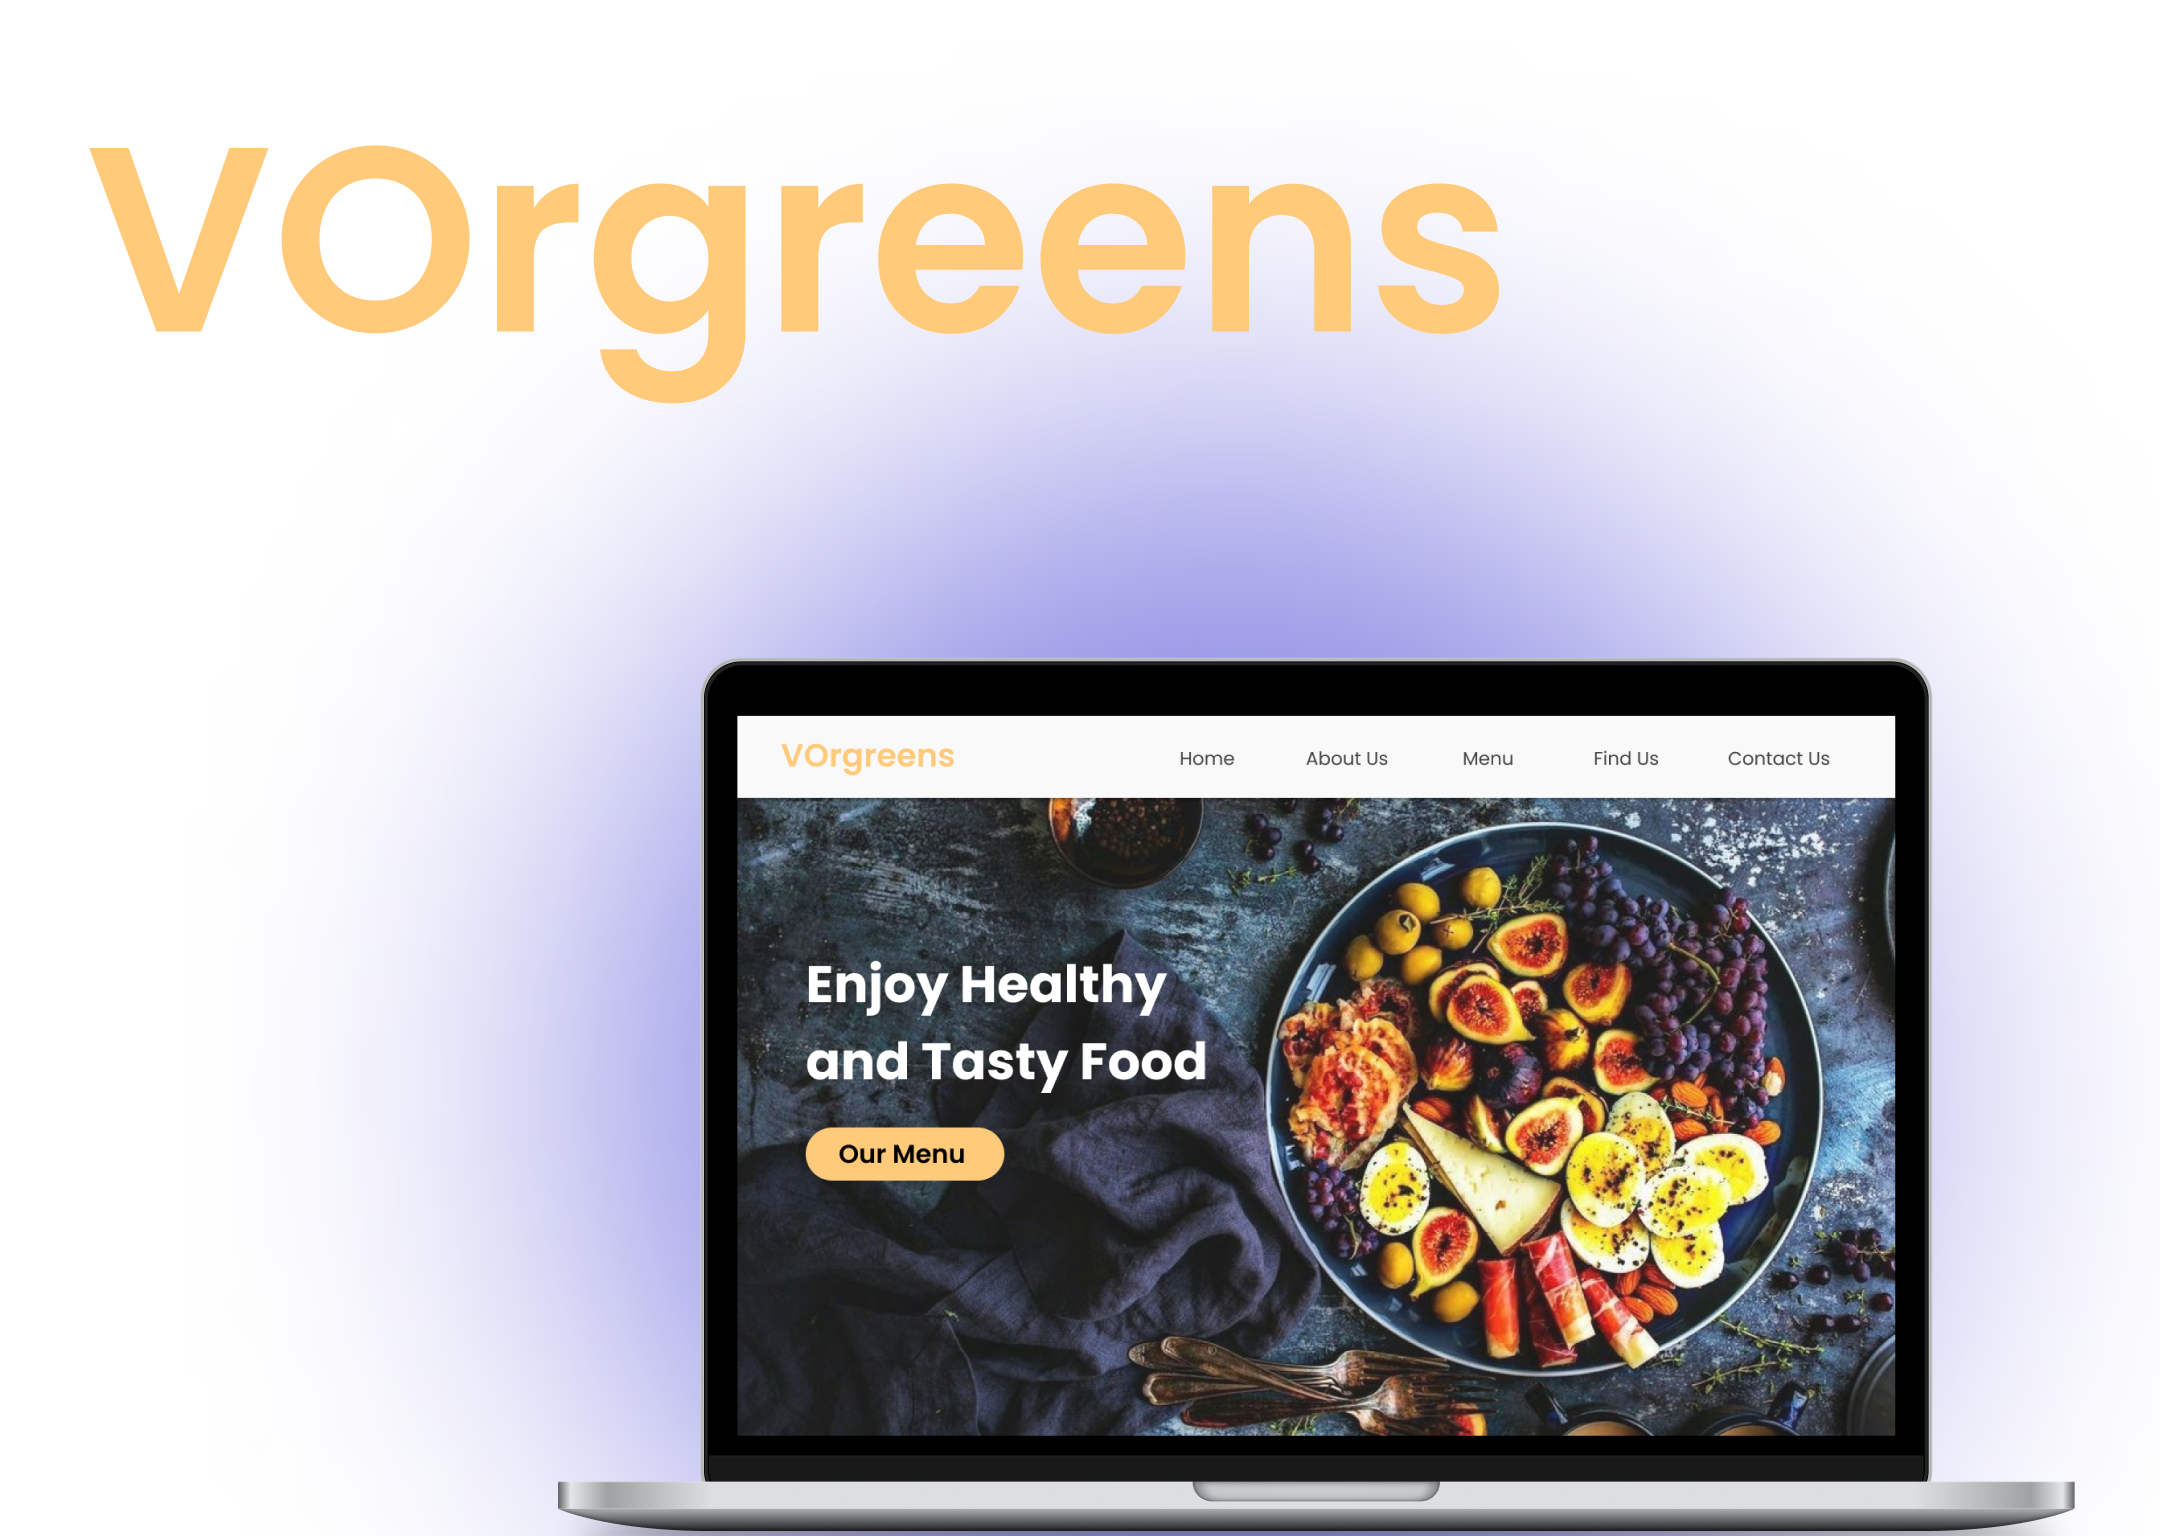 VOrgreens
VOrgreens
Home
About Us
Menu
Find Us
Contact Us
Enjoy Healthy
and Tasty Food
Our Menu